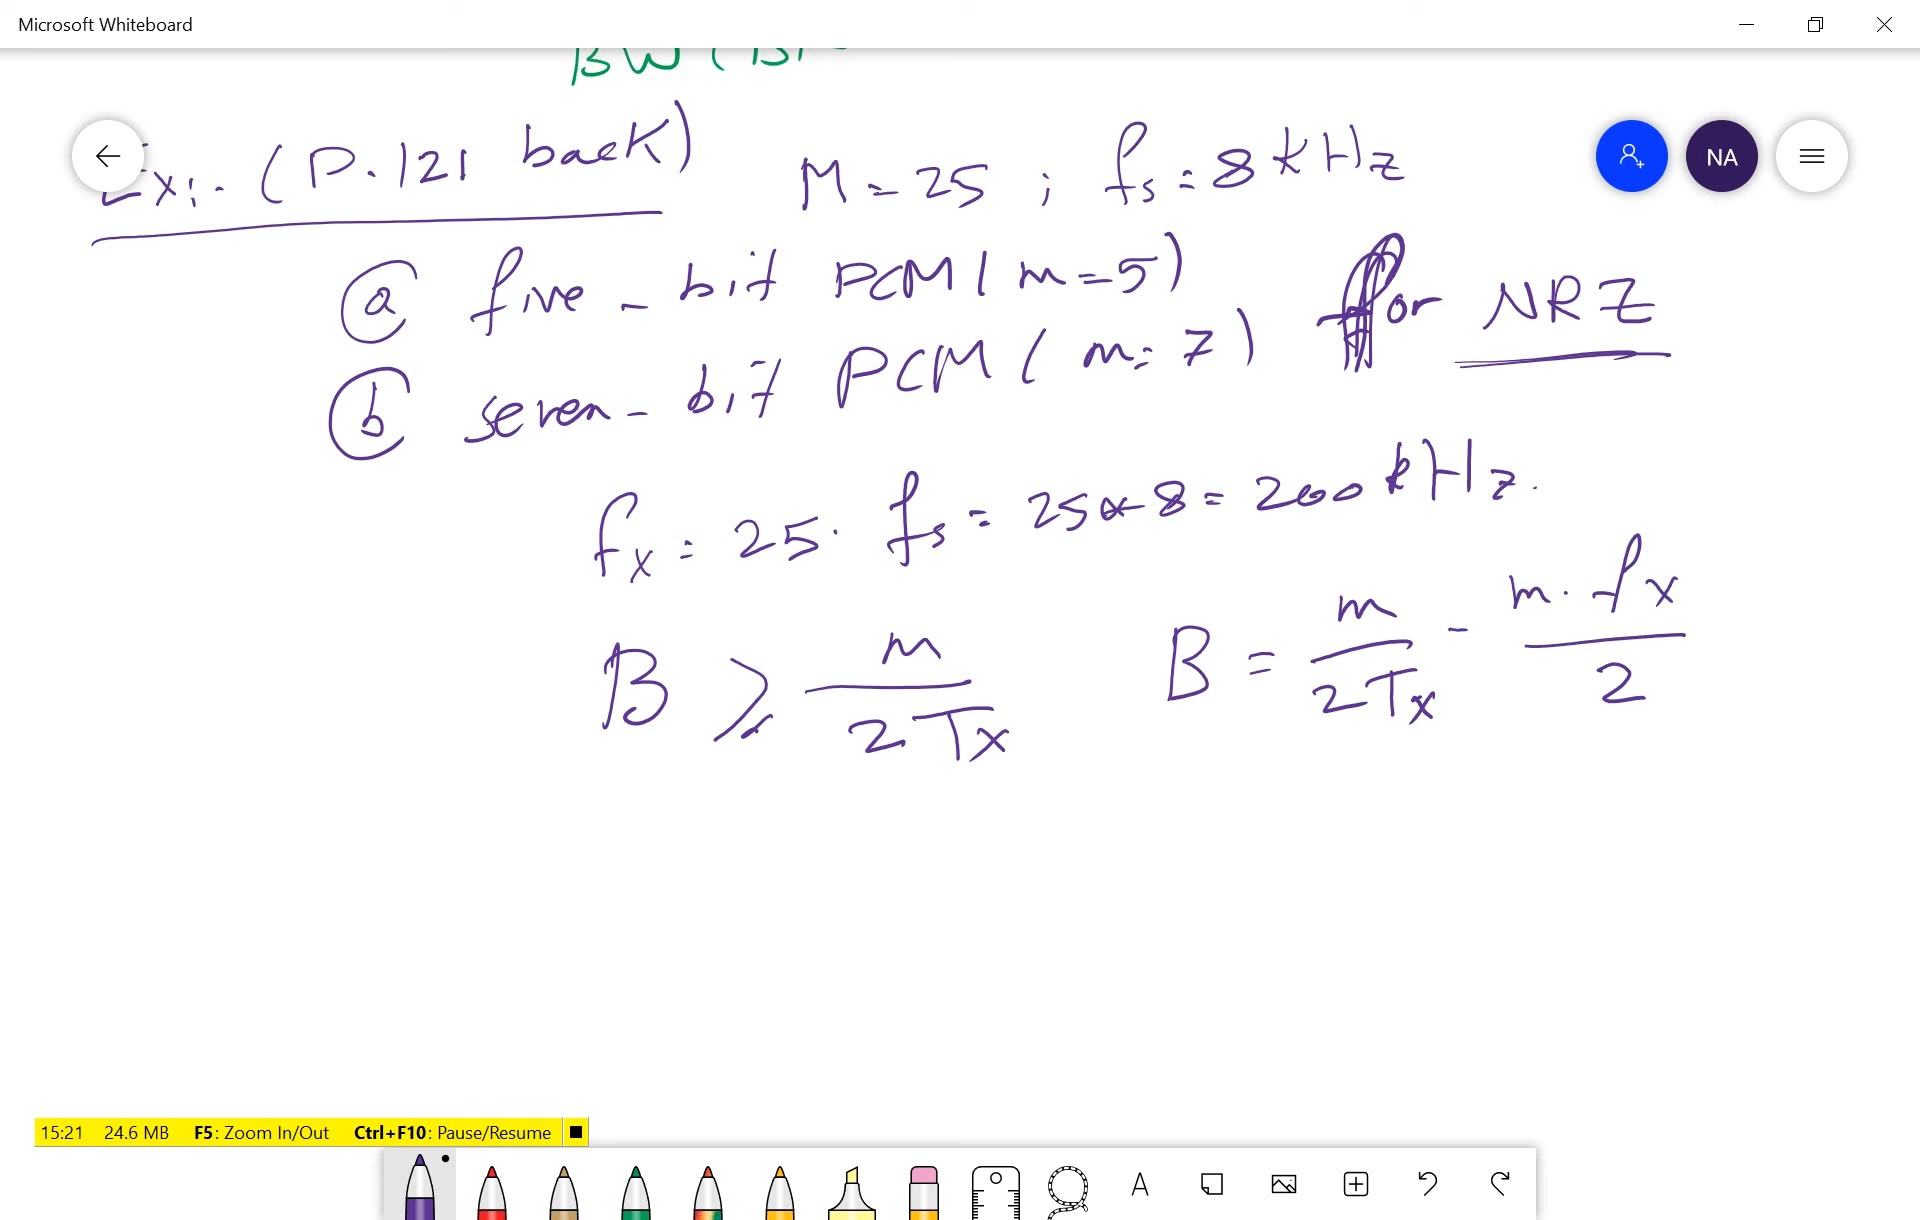 Microsoft Whiteboard
Ex:- (P.121 back) M = 25 ; fs = 8 kHz
NA
ⓐ five - bit PCM ( m = 5 )
for NRZ
ⓑ seven - bit PCM ( m = 7 )
fx = 25 . fs = 25 * 8 = 200 kHz.
B ≥ m / 2Tx B = m / 2Tx - m . fx / 2
15:21 24.6 MB F5: Zoom In/Out Ctrl+F10: Pause/Resume
A